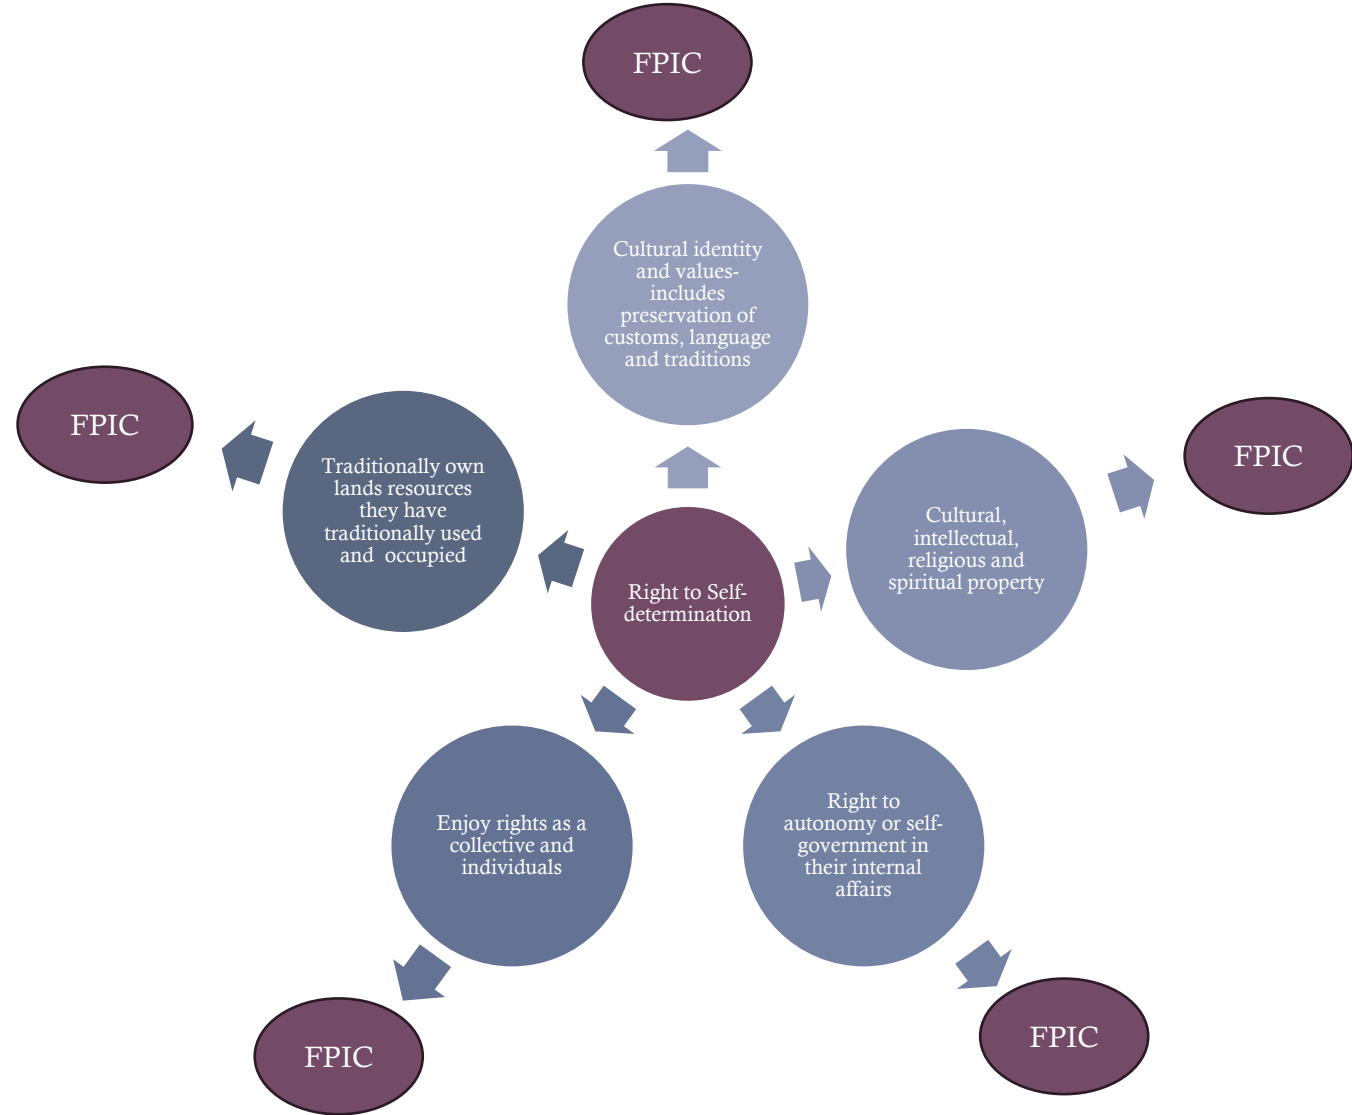 FPIC
Cultural identity
and values-
includes
preservation of
customs, language
and traditions
FPIC
Traditionally own
lands resources
they have
traditionally used
and  occupied
FPIC
Cultural,
intellectual,
religious and
spiritual property
Right to Self-
determination
Enjoy rights as a
collective and
individuals
Right to
autonomy or self-
government in
their internal
affairs
FPIC
FPIC